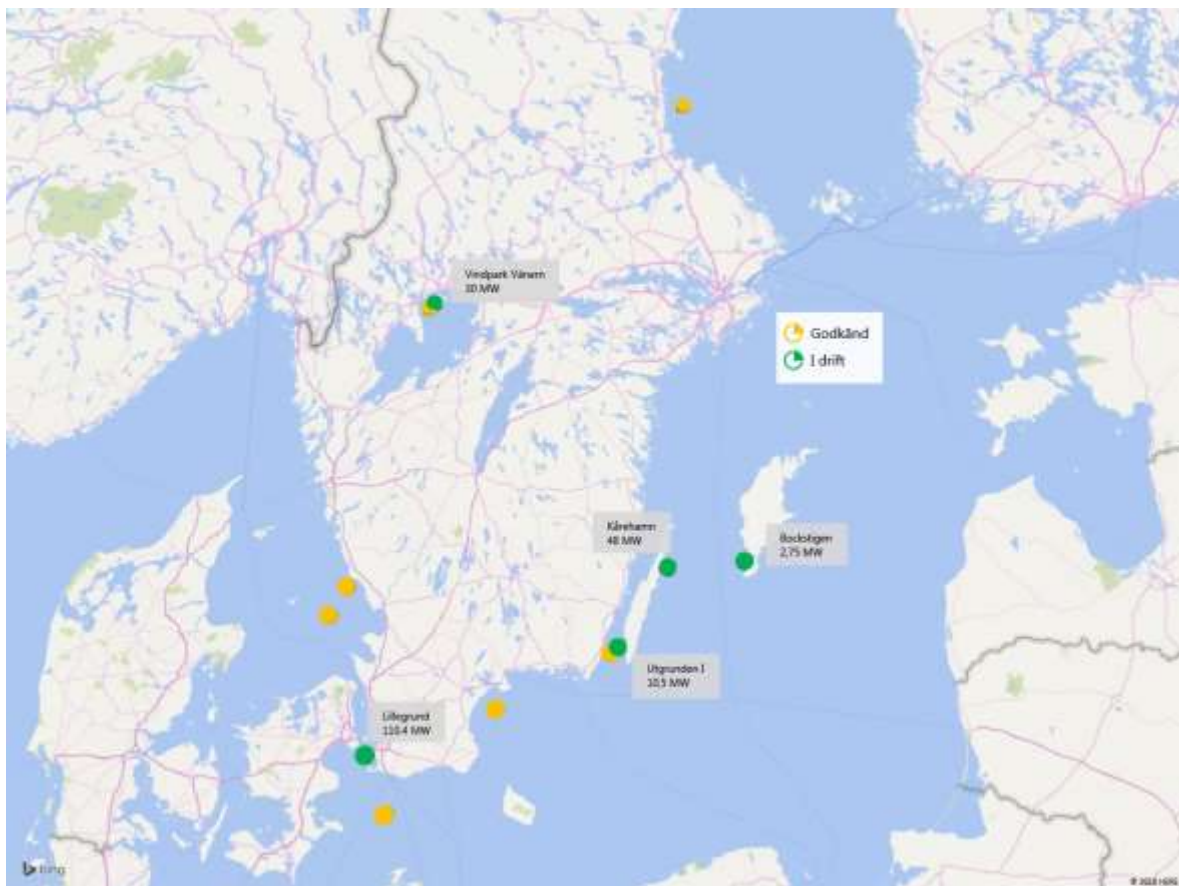 Vindpark Vänern
30 MW
Godkänd
I drift
Kårehamn
48 MW
Bockstigen
2,75 MW
Utgrunden I
10,5 MW
Lillegrund
110,4 MW
bing
HERE